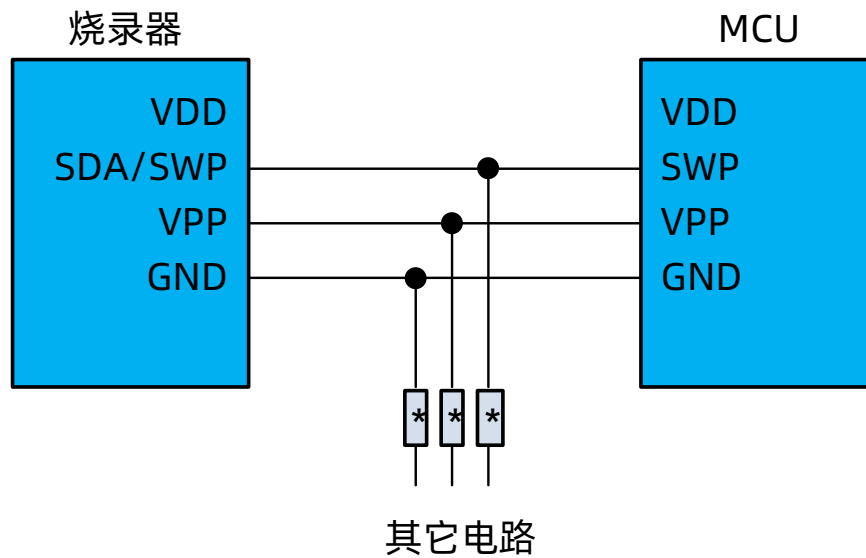 烧录器
MCU
VDD
VDD
SDA/SWP
SWP
VPP
VPP
GND
GND
* * *
其它电路